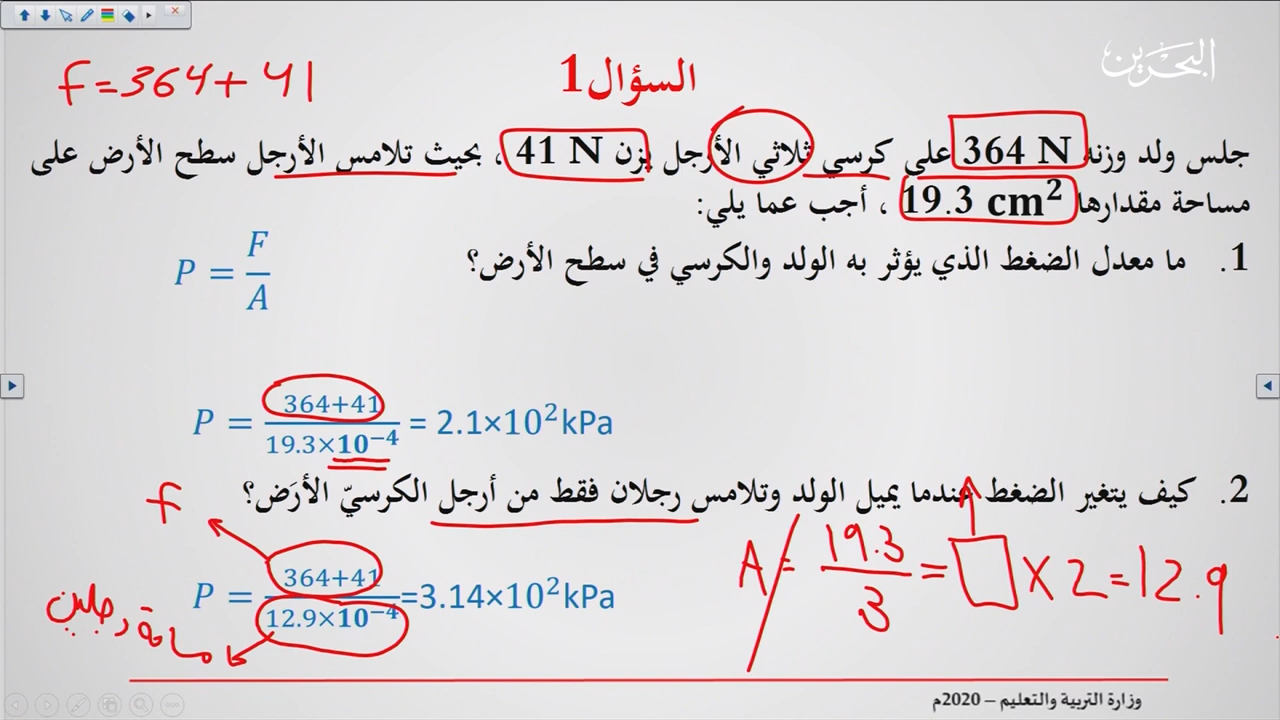 البحرين
السؤال1
f=364+41
جلس ولد وزنه 364 N على كرسي ثلاثي الأرجل يزن 41 N ، بحيث تلامس الأرجل سطح الأرض على
مساحة مقدارها 19.3 cm² ، أجب عما يلي:
1. ما معدل الضغط الذي يؤثر به الولد والكرسي في سطح الأرض؟
P = F/A
P = 364+41/19.3×10⁻⁴ = 2.1×10²kPa
2. كيف يتغير الضغط عندما يميل الولد وتلامس رجلان فقط من أرجل الكرسيّ الأرَض؟
f
A = 19.3/3 = □ × 2 = 12.9
P = 364+41/12.9×10⁻⁴ =3.14×10²kPa
مساحة رجلين
وزارة التربية والتعليم – 2020م